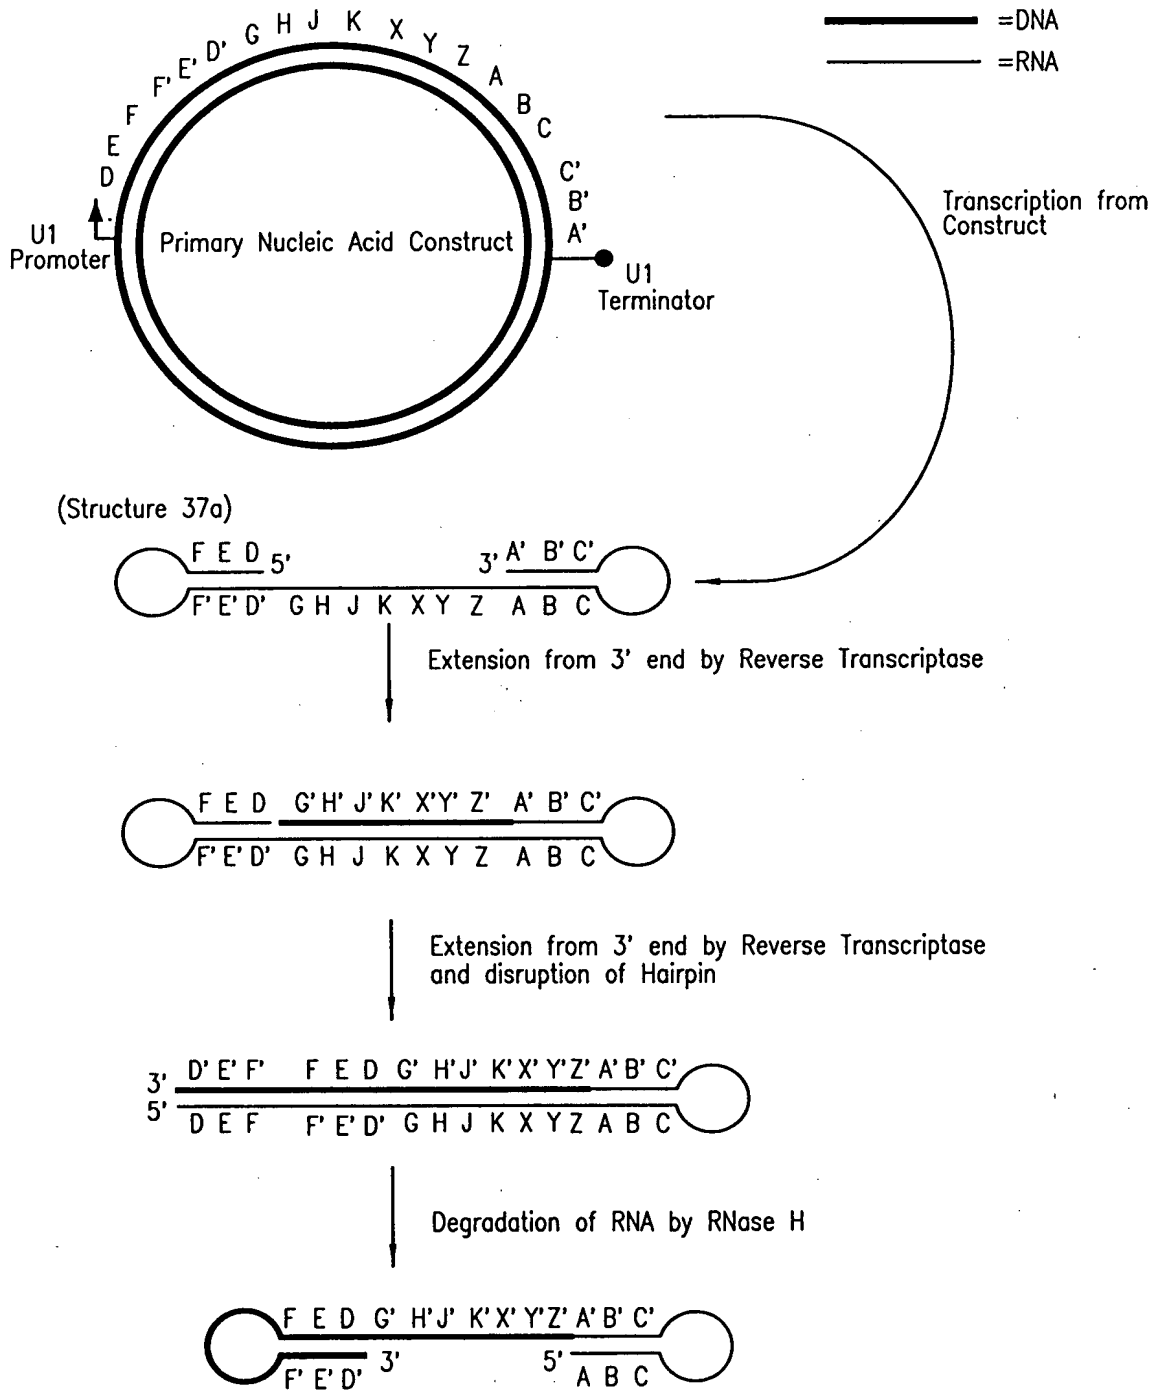 D E F F' E' D' G H J K X Y Z A B C C' B' A'
=DNA
=RNA
U1
Promoter
Primary Nucleic Acid Construct
U1
Terminator
Transcription from
Construct
(Structure 37a)
F E D 5' 3' A' B' C'
F' E' D' G H J K X Y Z A B C
Extension from 3' end by Reverse Transcriptase
F E D G' H' J' K' X' Y' Z' A' B' C'
F' E' D' G H J K X Y Z A B C
Extension from 3' end by Reverse Transcriptase
and disruption of Hairpin
3' D' E' F' F E D G' H' J' K' X' Y' Z' A' B' C'
5' D E F F' E' D' G H J K X Y Z A B C
Degradation of RNA by RNase H
F E D G' H' J' K' X' Y' Z' A' B' C'
F' E' D' 3' 5' A B C